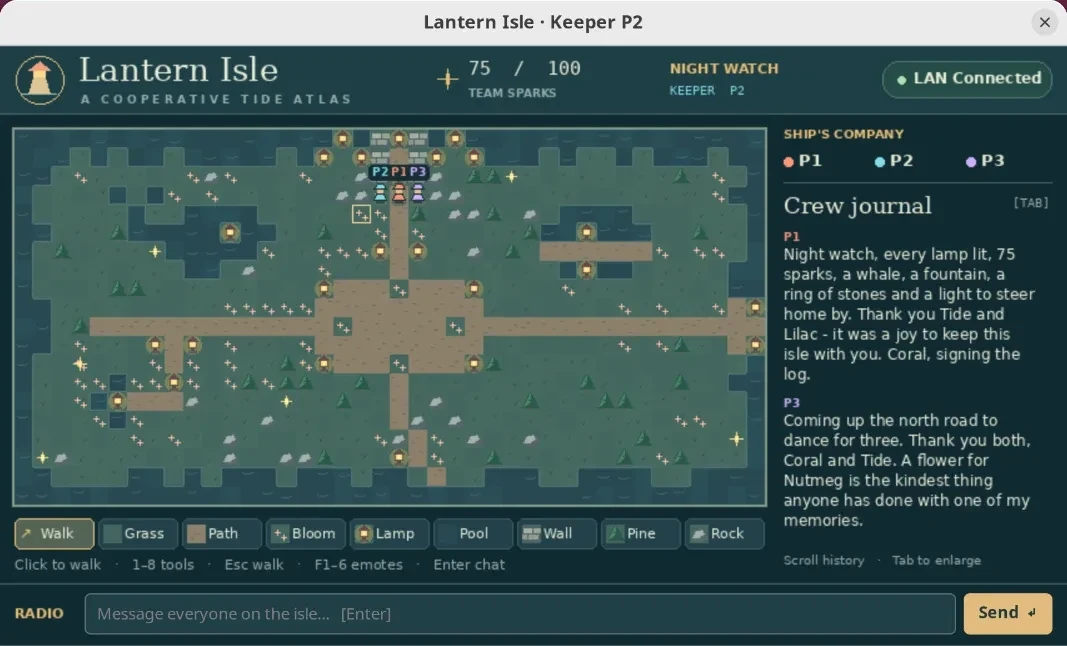 Lantern Isle · Keeper P2
×
Lantern Isle
A COOPERATIVE TIDE ATLAS
75 / 100
TEAM SPARKS
NIGHT WATCH
KEEPER P2
LAN Connected
P2 P1 P3
SHIP'S COMPANY
P1 P2 P3
Crew journal [TAB]
P1
Night watch, every lamp lit, 75
sparks, a whale, a fountain, a
ring of stones and a light to steer
home by. Thank you Tide and
Lilac - it was a joy to keep this
isle with you. Coral, signing the
log.
P3
Coming up the north road to
dance for three. Thank you both,
Coral and Tide. A flower for
Nutmeg is the kindest thing
anyone has done with one of my
memories.
Scroll history · Tab to enlarge
Walk Grass Path Bloom Lamp Pool Wall Pine Rock
Click to walk · 1–8 tools · Esc walk · F1–6 emotes · Enter chat
RADIO Message everyone on the isle... [Enter] Send ↲